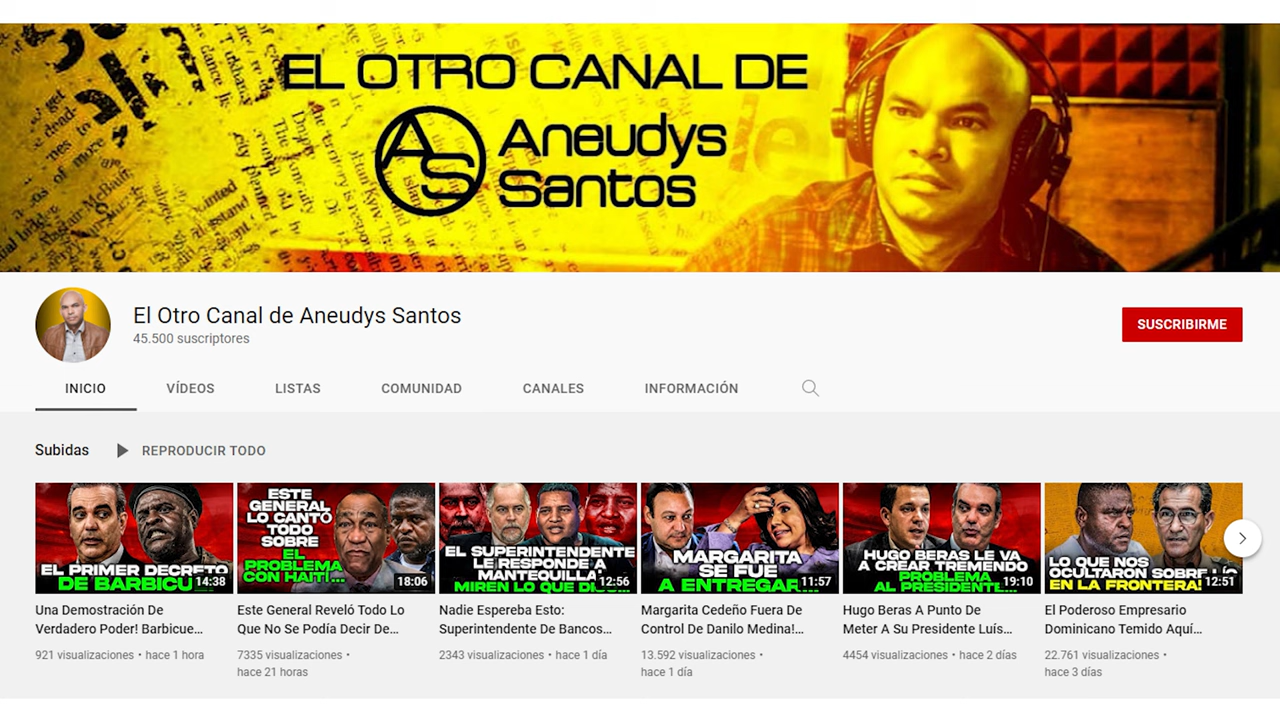 EL OTRO CANAL DE
AS
Aneudys
Santos
El Otro Canal de Aneudys Santos
45.500 suscriptores
SUSCRIBIRME
INICIO VÍDEOS LISTAS COMUNIDAD CANALES INFORMACIÓN
Subidas REPRODUCIR TODO
EL PRIMER DECRETO
DE BARBICU
14:38
Una Demostración De
Verdadero Poder! Barbicue...
921 visualizaciones • hace 1 hora
ESTE
GENERAL
LO CANTÓ
TODO
SOBRE
EL
PROBLEMA
CON HAITÍ...
18:06
Este General Reveló Todo Lo
Que No Se Podía Decir De...
7335 visualizaciones •
hace 21 horas
EL SUPERINTENDENTE
LE RESPONDE A
MANTEQUILLA
MIREN LO QUE
12:56
Nadie Espereba Esto:
Superintendente De Bancos...
2343 visualizaciones • hace 1 día
MARGARITA
SE FUE
A ENTREGAR...
11:57
Margarita Cedeño Fuera De
Control De Danilo Medina!...
13.592 visualizaciones •
hace 1 día
HUGO BERAS LE VA
A CREAR TREMENDO
PROBLEMA
AL PRESIDENTE...
19:10
Hugo Beras A Punto De
Meter A Su Presidente Luís...
4454 visualizaciones • hace 2 días
LO QUE NOS
OCULTARON SOBRE
EN LA FRONTERA!
12:51
El Poderoso Empresario
Dominicano Temido Aquí...
22.761 visualizaciones •
hace 3 días